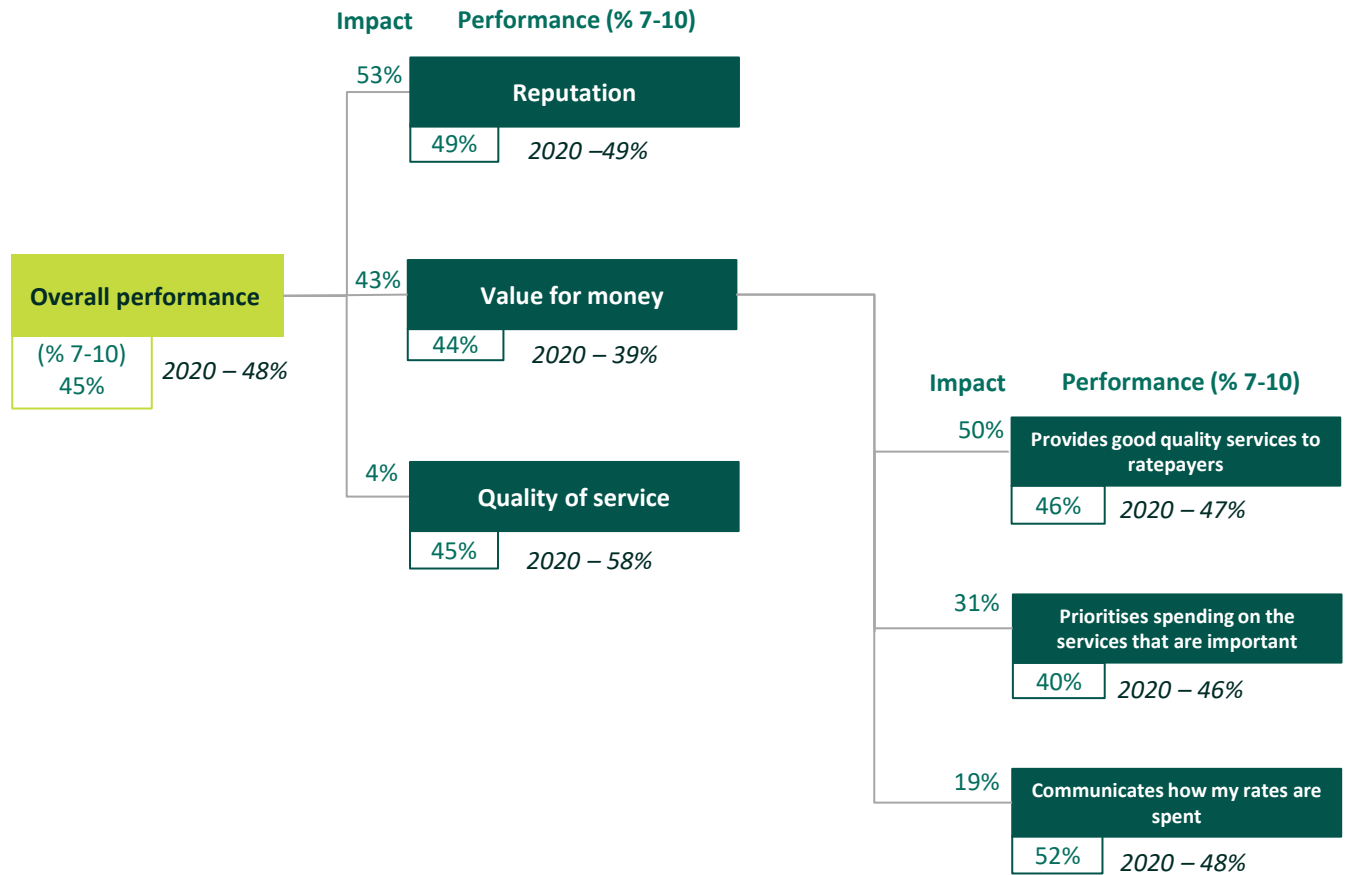 Impact Performance (% 7-10)
53%
Reputation
49%
2020 –49%
Overall performance
(% 7-10)
45%
2020 – 48%
43%
Value for money
44%
2020 – 39%
4%
Quality of service
45%
2020 – 58%
Impact Performance (% 7-10)
50%
Provides good quality services to
ratepayers
46%
2020 – 47%
31%
Prioritises spending on the
services that are important
40%
2020 – 46%
19%
Communicates how my rates are
spent
52%
2020 – 48%